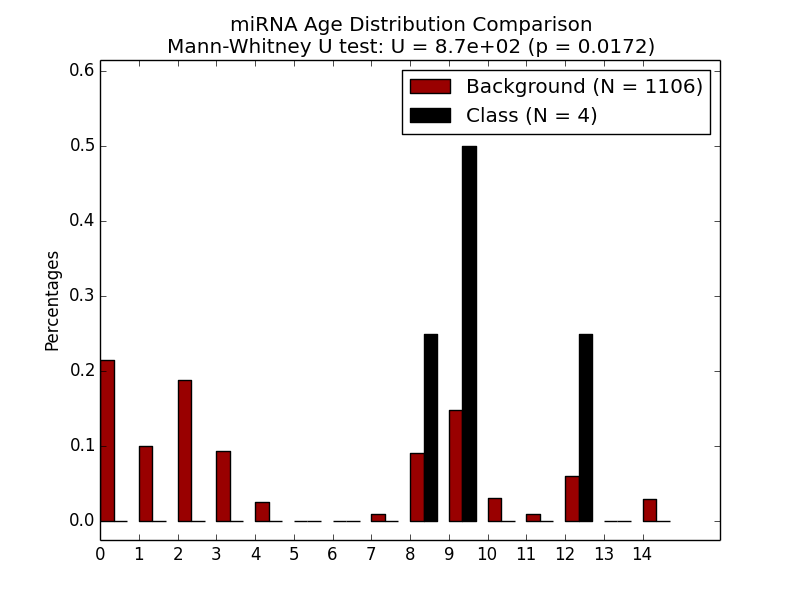 miRNA Age Distribution Comparison
Mann-Whitney U test: U = 8.7e+02 (p = 0.0172)
Background (N = 1106)
Class (N = 4)
Percentages
0.6
0.5
0.4
0.3
0.2
0.1
0.0
0 1 2 3 4 5 6 7 8 9 10 11 12 13 14